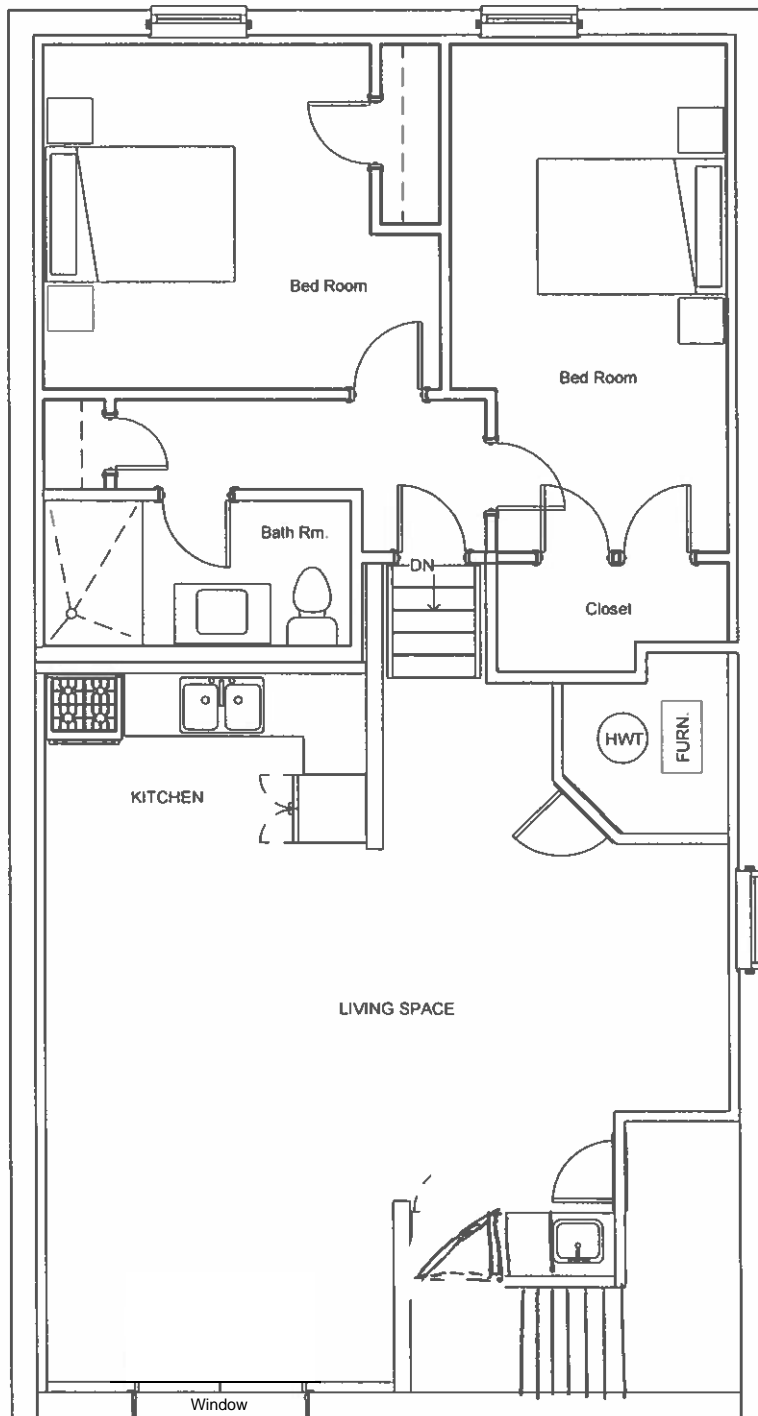 Bed Room
Bed Room
Bath Rm.
DN
Closet
HWT
FURN.
KITCHEN
LIVING SPACE
Window